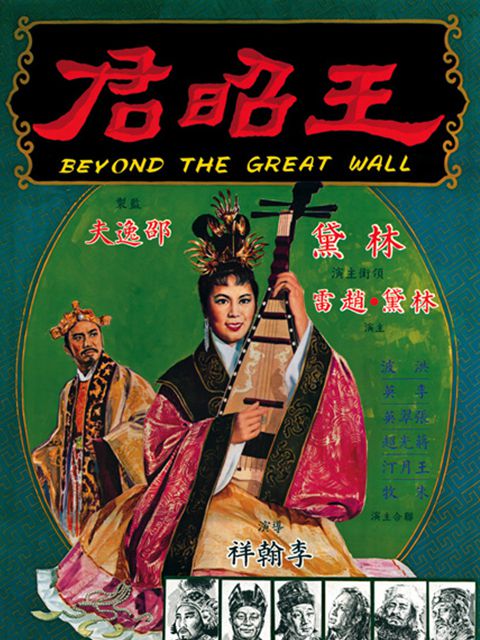 王昭君
BEYOND THE GREAT WALL
監製
邵逸夫
林黛
領銜主演
林黛•趙雷
主演
洪波
李英
張翠英
蔣光超
王月汀
朱牧
聯合主演
導演
李翰祥